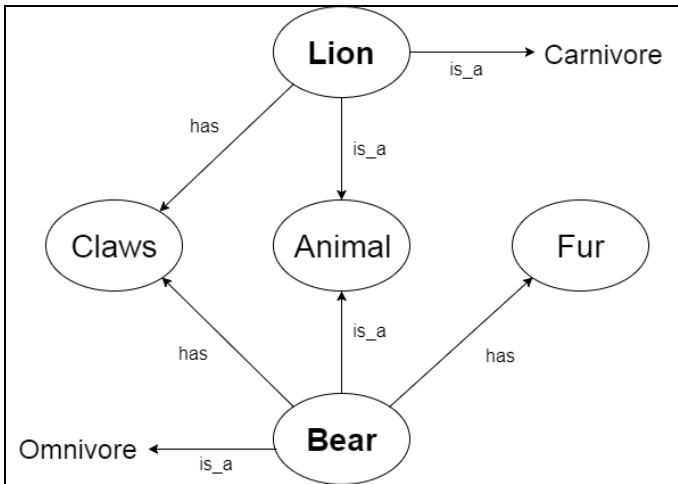 Lion
is_a
Carnivore
has
is_a
Claws
Animal
Fur
has
is_a
has
Bear
Omnivore
is_a